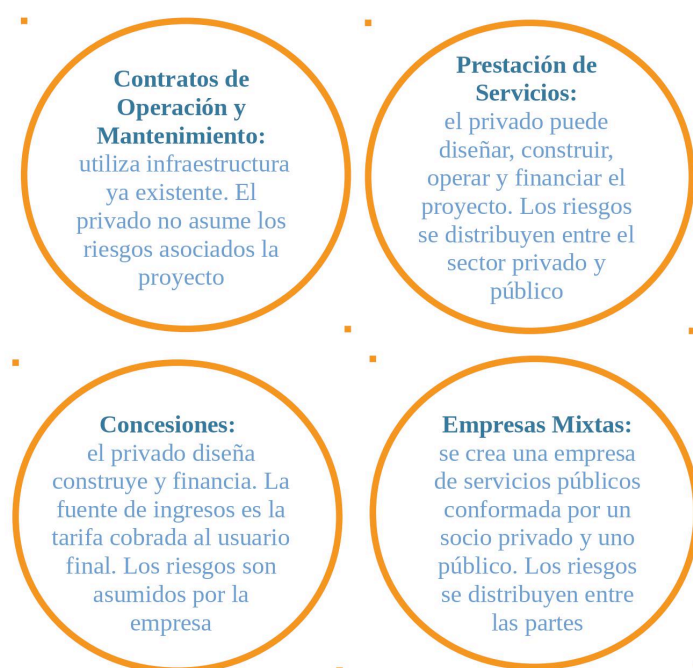 Contratos de
Operación y
Mantenimiento:
utiliza infraestructura
ya existente. El
privado no asume los
riesgos asociados la
proyecto
Prestación de
Servicios:
el privado puede
diseñar, construir,
operar y financiar el
proyecto. Los riesgos
se distribuyen entre el
sector privado y
público
Concesiones:
el privado diseña
construye y financia. La
fuente de ingresos es la
tarifa cobrada al usuario
final. Los riesgos son
asumidos por la
empresa
Empresas Mixtas:
se crea una empresa
de servicios públicos
conformada por un
socio privado y uno
público. Los riesgos
se distribuyen entre
las partes